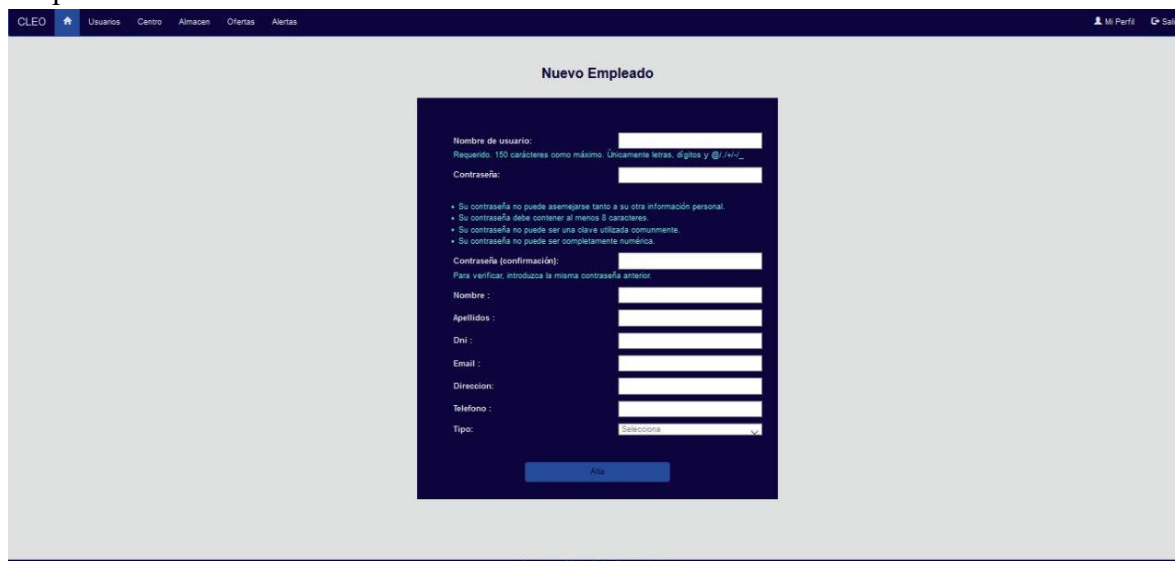 CLEO Usuarios Centro Almacen Ofertas Alertas Mi Perfil
Nuevo Empleado
Nombre de usuario:
Requerido. 150 carácteres como máximo. Únicamente letras, dígitos y @/./+/-/_
Contraseña:
• Su contraseña no puede asemejarse tanto a su otra información personal.
• Su contraseña debe contener al menos 8 caracteres.
• Su contraseña no puede ser una clave utilizada comunmente.
• Su contraseña no puede ser completamente numérica.
Contraseña (confirmación):
Para verificar, introduzca la misma contraseña anterior.
Nombre :
Apellidos :
Dni :
Email :
Direccion:
Telefono :
Tipo: Selecciona
Alta